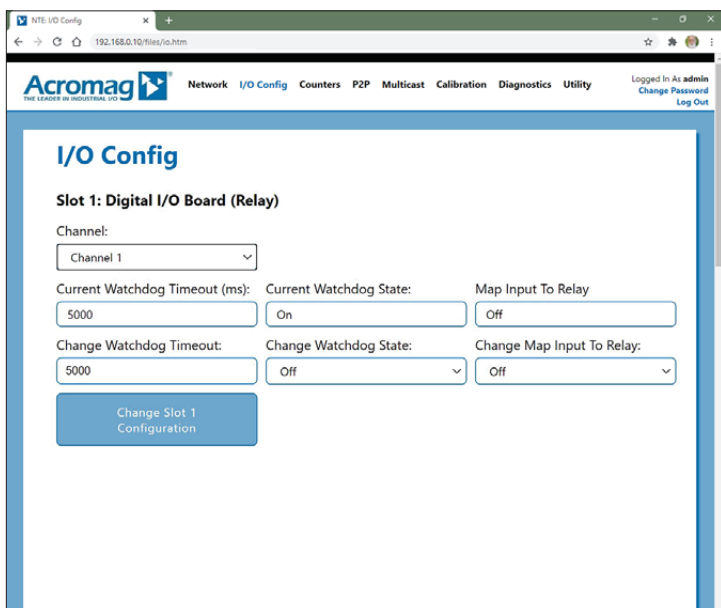 NTE: I/O Config
192.168.0.10/files/io.htm
Acromag
THE LEADER IN INDUSTRIAL I/O
Network I/O Config Counters P2P Multicast Calibration Diagnostics Utility
Logged In As admin
Change Password
Log Out
I/O Config
Slot 1: Digital I/O Board (Relay)
Channel:
Channel 1
Current Watchdog Timeout (ms): Current Watchdog State: Map Input To Relay
5000 On Off
Change Watchdog Timeout: Change Watchdog State: Change Map Input To Relay:
5000 Off Off
Change Slot 1
Configuration